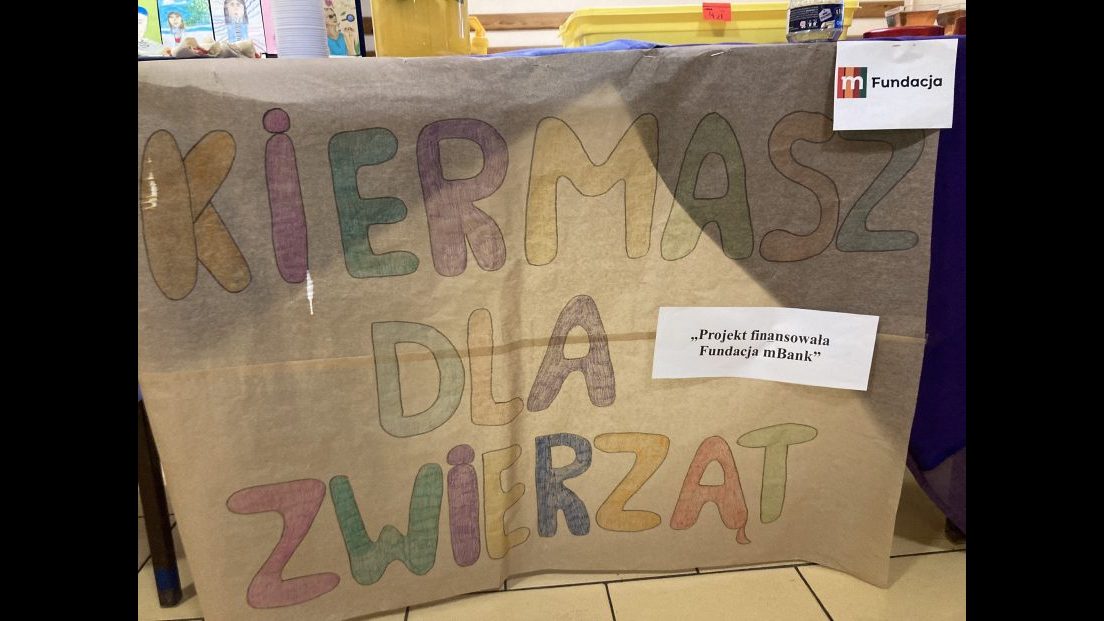 m Fundacja
KiERMASZ
DLA
ZWiERZĄT
„Projekt finansowała
Fundacja mBank”